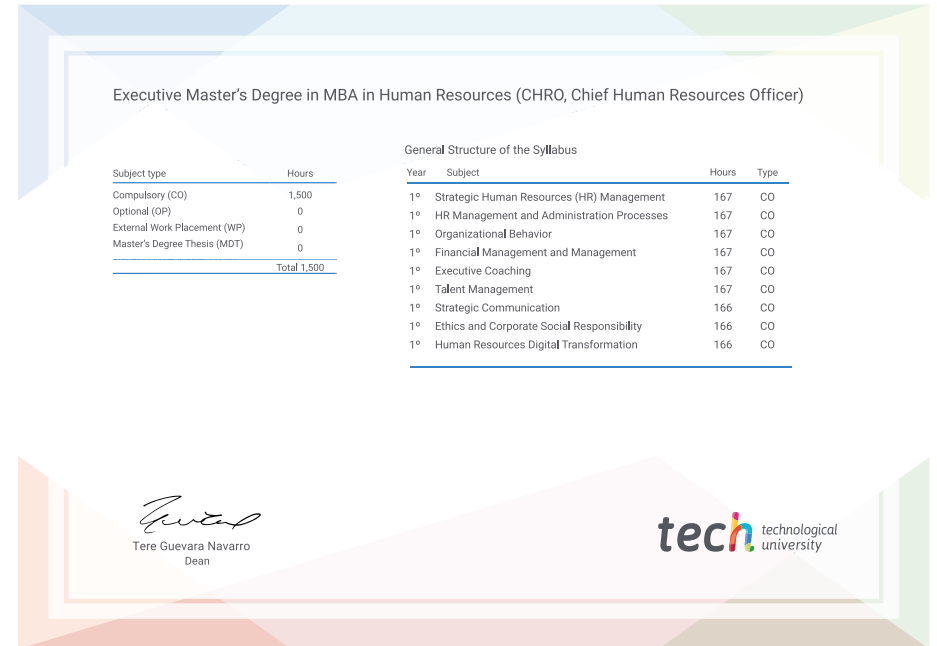 Executive Master's Degree in MBA in Human Resources (CHRO, Chief Human Resources Officer)
Subject type Hours
Compulsory (CO) 1,500
Optional (OP) 0
External Work Placement (WP) 0
Master's Degree Thesis (MDT) 0
Total 1,500
General Structure of the Syllabus
Year Subject Hours Type
1º Strategic Human Resources (HR) Management 167 CO
1º HR Management and Administration Processes 167 CO
1º Organizational Behavior 167 CO
1º Financial Management and Management 167 CO
1º Executive Coaching 167 CO
1º Talent Management 167 CO
1º Strategic Communication 166 CO
1º Ethics and Corporate Social Responsibility 166 CO
1º Human Resources Digital Transformation 166 CO
Tere Guevara Navarro
Dean
tech technological
university